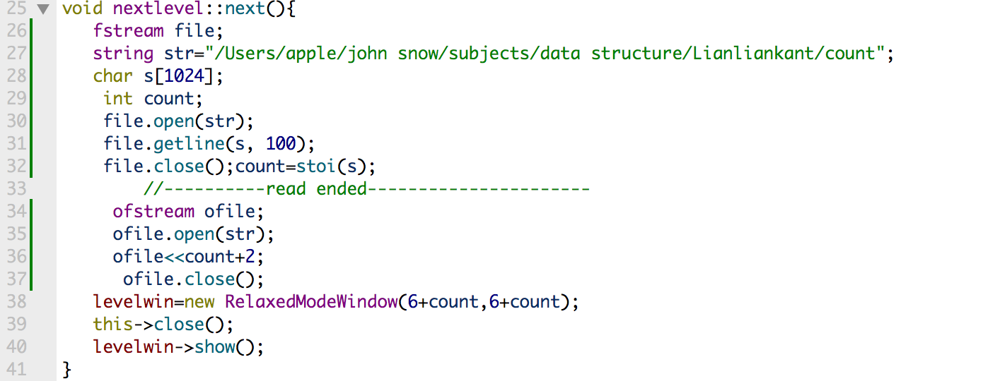 25 void nextlevel::next(){
26 fstream file;
27 string str="/Users/apple/john snow/subjects/data structure/Lianliankant/count";
28 char s[1024];
29 int count;
30 file.open(str);
31 file.getline(s, 100);
32 file.close();count=stoi(s);
33 //----------read ended----------------------
34 ofstream ofile;
35 ofile.open(str);
36 ofile<<count+2;
37 ofile.close();
38 levelwin=new RelaxedModeWindow(6+count,6+count);
39 this->close();
40 levelwin->show();
41 }